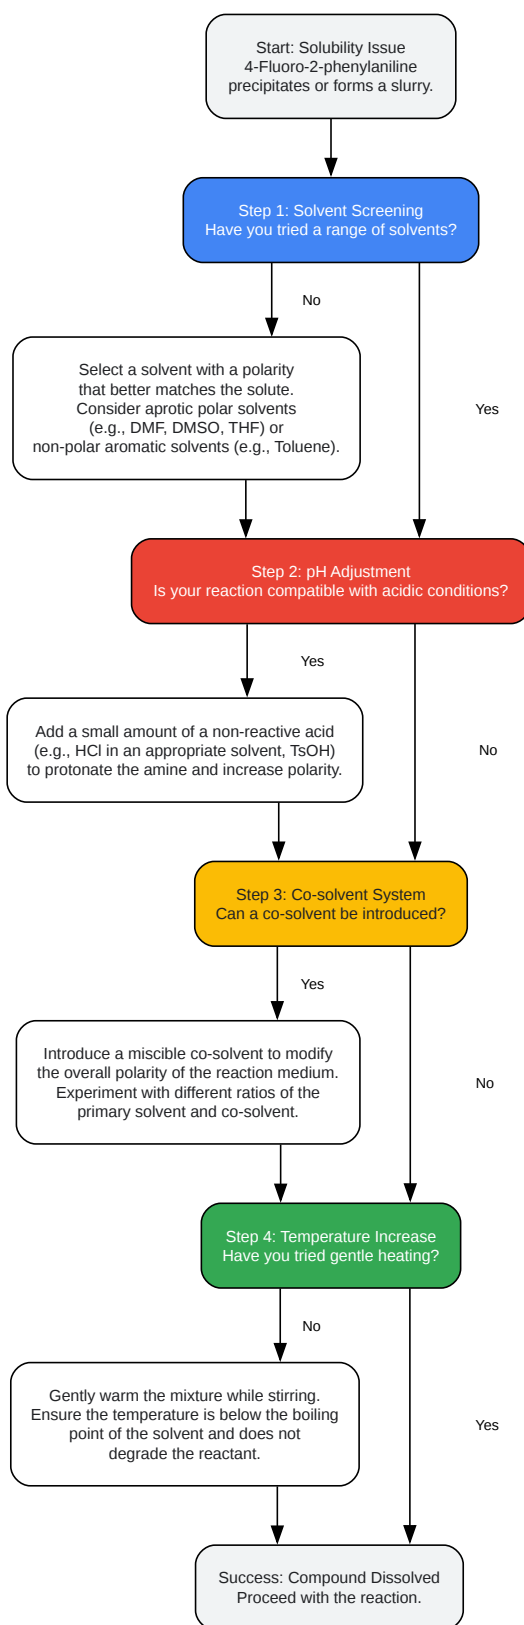 Start: Solubility Issue
4-Fluoro-2-phenylaniline
precipitates or forms a slurry.
Step 1: Solvent Screening
Have you tried a range of solvents?
No
Select a solvent with a polarity
that better matches the solute.
Consider aprotic polar solvents
(e.g., DMF, DMSO, THF) or
non-polar aromatic solvents (e.g., Toluene).
Yes
Step 2: pH Adjustment
Is your reaction compatible with acidic conditions?
Yes
Add a small amount of a non-reactive acid
(e.g., HCl in an appropriate solvent, TsOH)
to protonate the amine and increase polarity.
No
Step 3: Co-solvent System
Can a co-solvent be introduced?
Yes
Introduce a miscible co-solvent to modify
the overall polarity of the reaction medium.
Experiment with different ratios of the
primary solvent and co-solvent.
No
Step 4: Temperature Increase
Have you tried gentle heating?
No
Gently warm the mixture while stirring.
Ensure the temperature is below the boiling
point of the solvent and does not
degrade the reactant.
Yes
Success: Compound Dissolved
Proceed with the reaction.